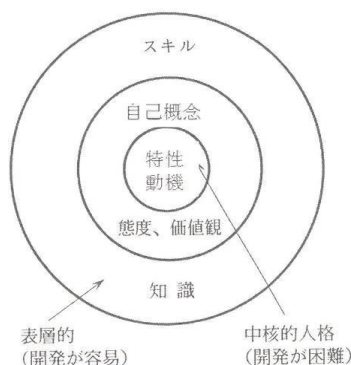 スキル
自己概念
特性
動機
態度、価値観
知識
表層的
(開発が容易)
中核的人格
(開発が困難)